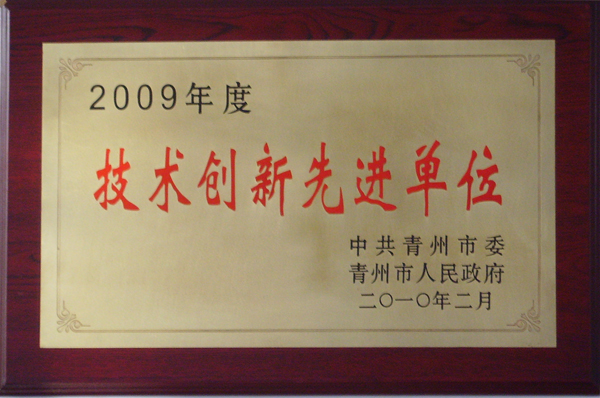 2009年度
技术创新先进单位
中共青州市委
青州市人民政府
二〇一〇年二月